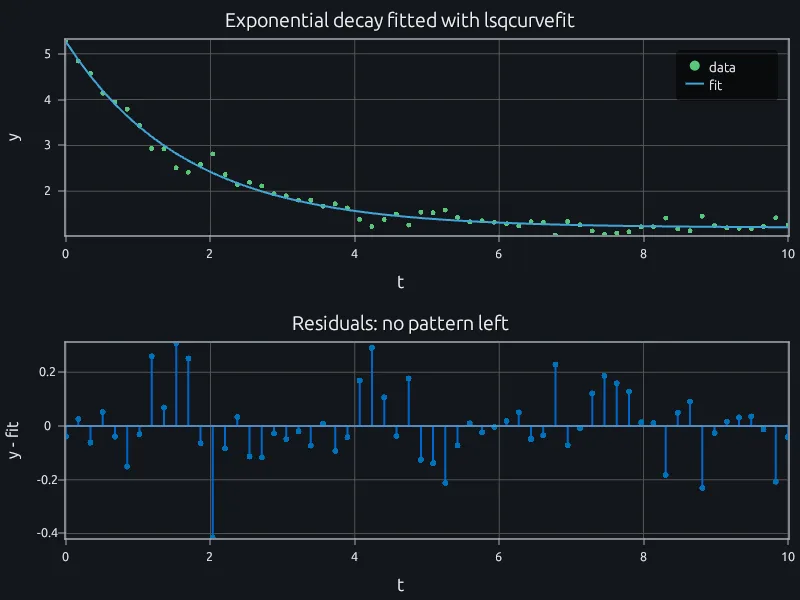 Exponential decay fitted with lsqcurvefit
5
4
3
2
y
data
fit
0 2 4 6 8 10
t
Residuals: no pattern left
0.2
0
-0.2
-0.4
y - fit
0 2 4 6 8 10
t